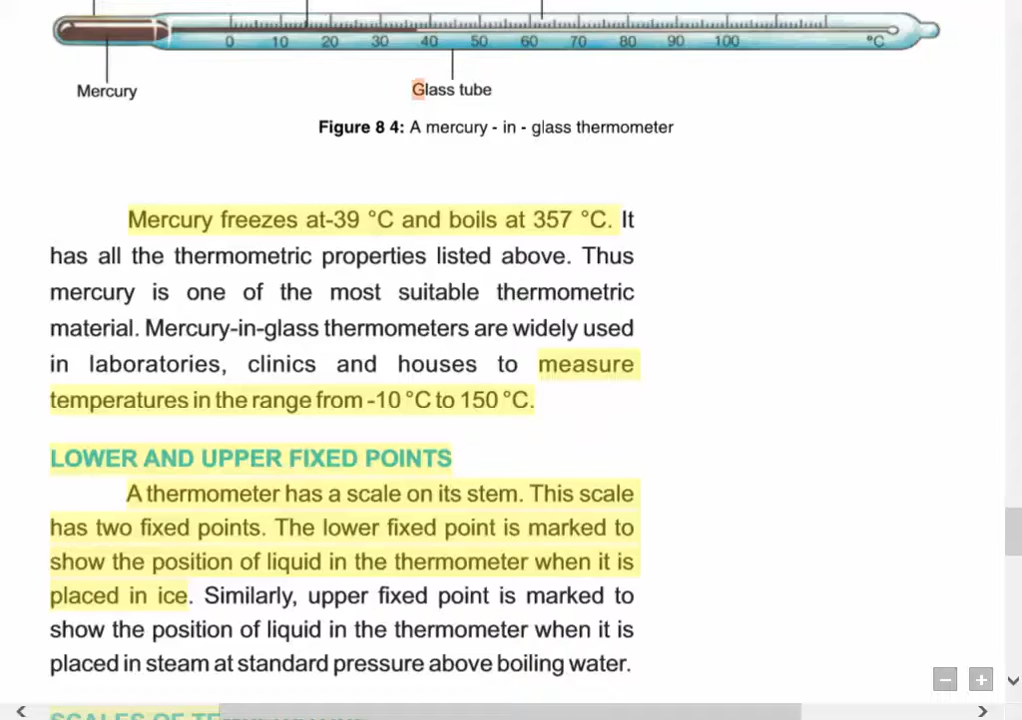 0 10 20 30 40 50 60 70 80 90 100 °C
Mercury
Glass tube
Figure 8 4: A mercury - in - glass thermometer
Mercury freezes at-39 °C and boils at 357 °C. It
has all the thermometric properties listed above. Thus
mercury is one of the most suitable thermometric
material. Mercury-in-glass thermometers are widely used
in laboratories, clinics and houses to measure
temperatures in the range from -10 °C to 150 °C.
LOWER AND UPPER FIXED POINTS
A thermometer has a scale on its stem. This scale
has two fixed points. The lower fixed point is marked to
show the position of liquid in the thermometer when it is
placed in ice. Similarly, upper fixed point is marked to
show the position of liquid in the thermometer when it is
placed in steam at standard pressure above boiling water.
SCALES OF